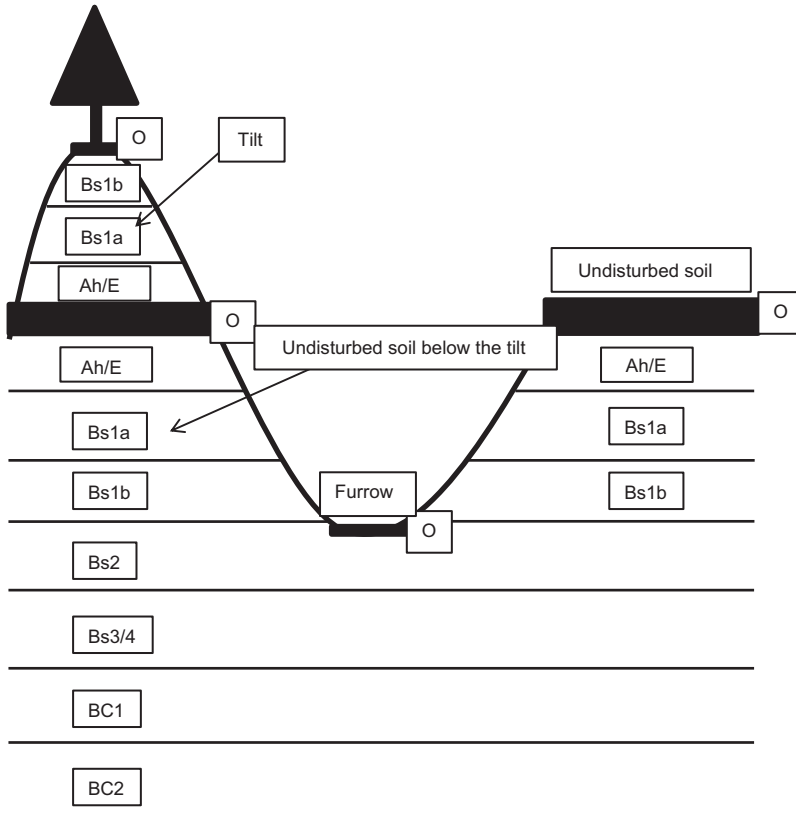 O
Tilt
Bs1b
Bs1a
Undisturbed soil
Ah/E
O
O
Undisturbed soil below the tilt
Ah/E
Ah/E
Bs1a
Bs1a
Bs1b
Furrow
Bs1b
O
Bs2
Bs3/4
BC1
BC2